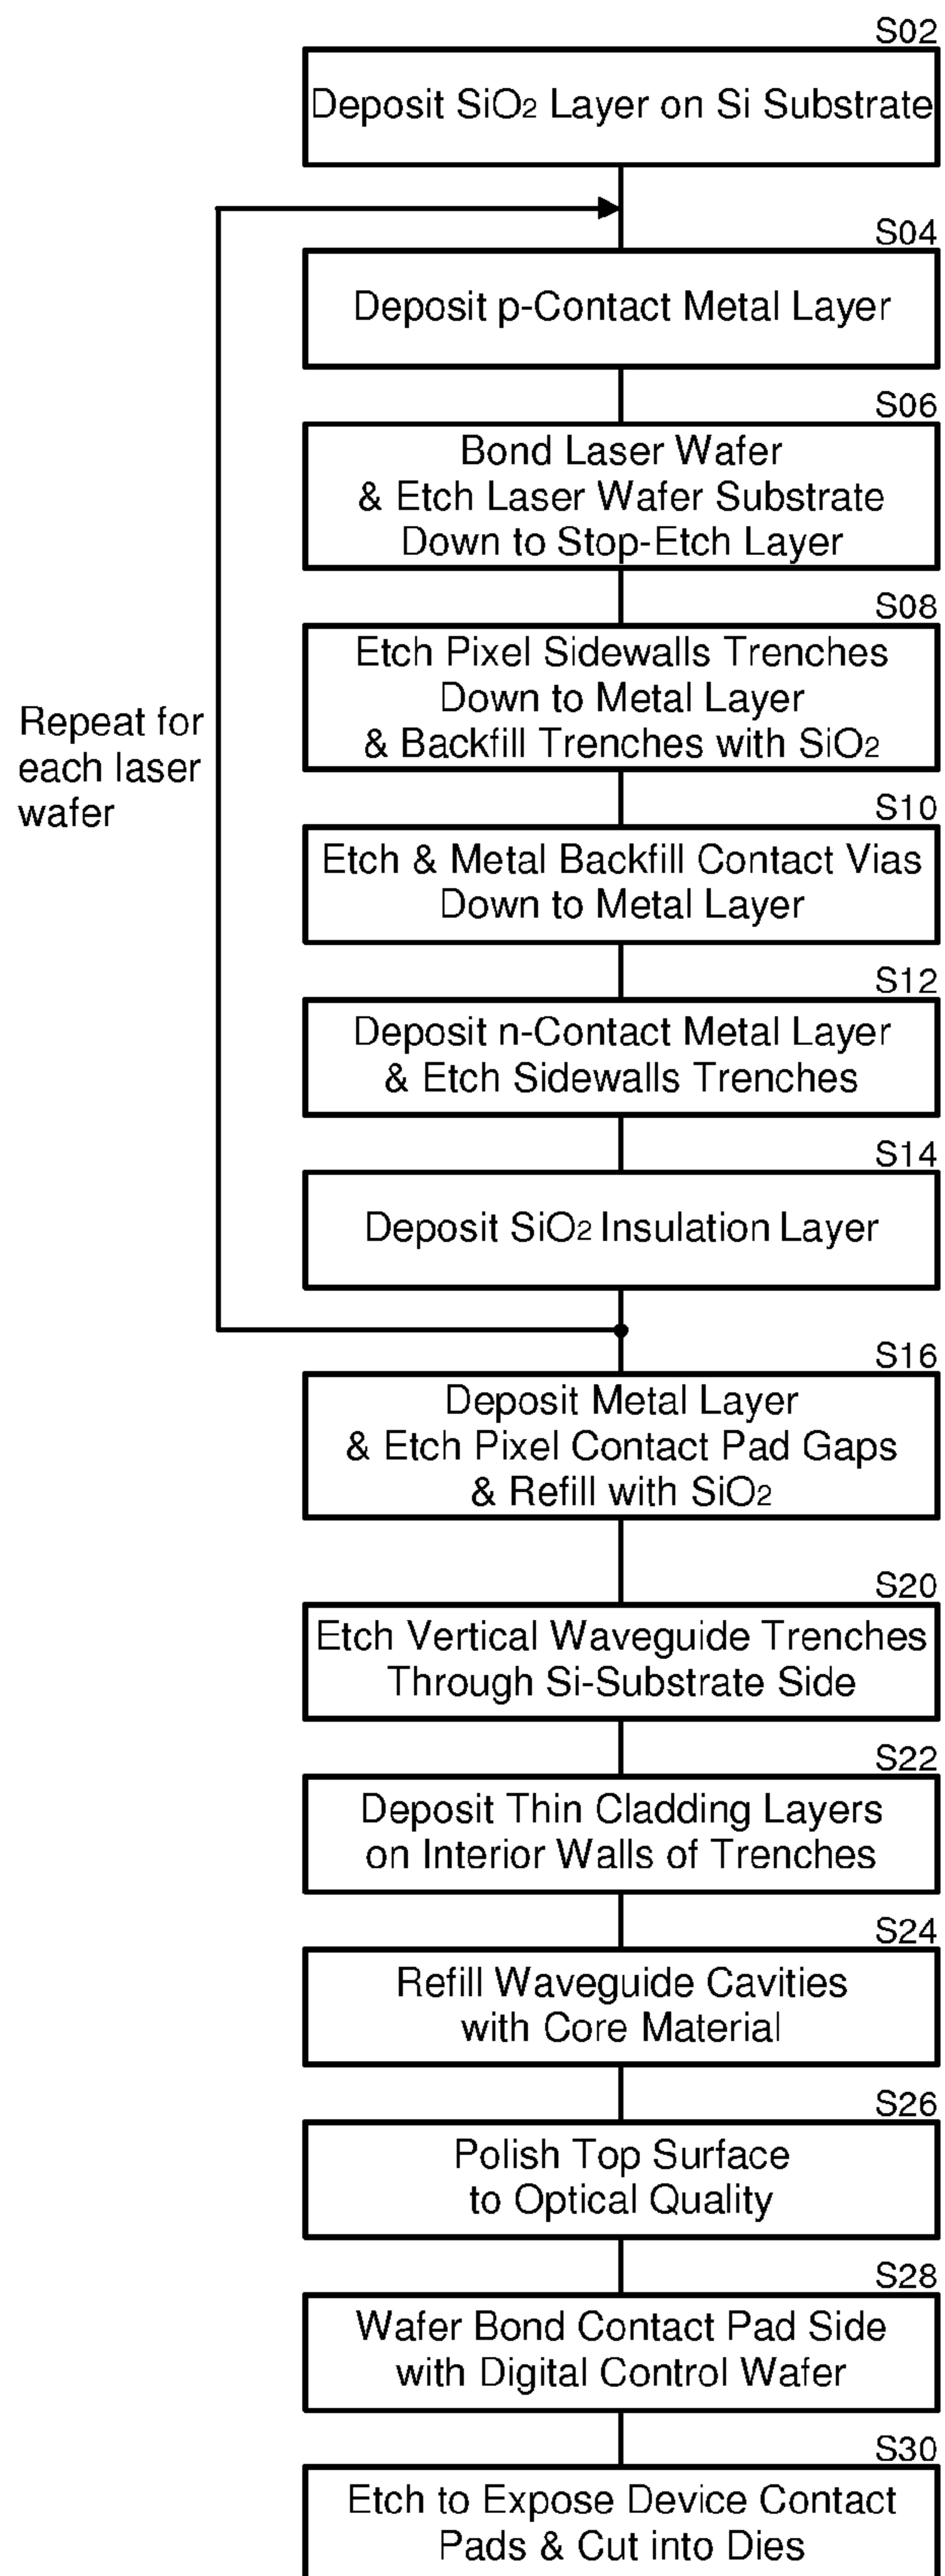 S02
Deposit SiO2 Layer on Si Substrate
S04
Deposit p-Contact Metal Layer
S06
Bond Laser Wafer
& Etch Laser Wafer Substrate
Down to Stop-Etch Layer
S08
Etch Pixel Sidewalls Trenches
Down to Metal Layer
& Backfill Trenches with SiO2
Repeat for
each laser
wafer
S10
Etch & Metal Backfill Contact Vias
Down to Metal Layer
S12
Deposit n-Contact Metal Layer
& Etch Sidewalls Trenches
S14
Deposit SiO2 Insulation Layer
S16
Deposit Metal Layer
& Etch Pixel Contact Pad Gaps
& Refill with SiO2
S20
Etch Vertical Waveguide Trenches
Through Si-Substrate Side
S22
Deposit Thin Cladding Layers
on Interior Walls of Trenches
S24
Refill Waveguide Cavities
with Core Material
S26
Polish Top Surface
to Optical Quality
S28
Wafer Bond Contact Pad Side
with Digital Control Wafer
S30
Etch to Expose Device Contact
Pads & Cut into Dies